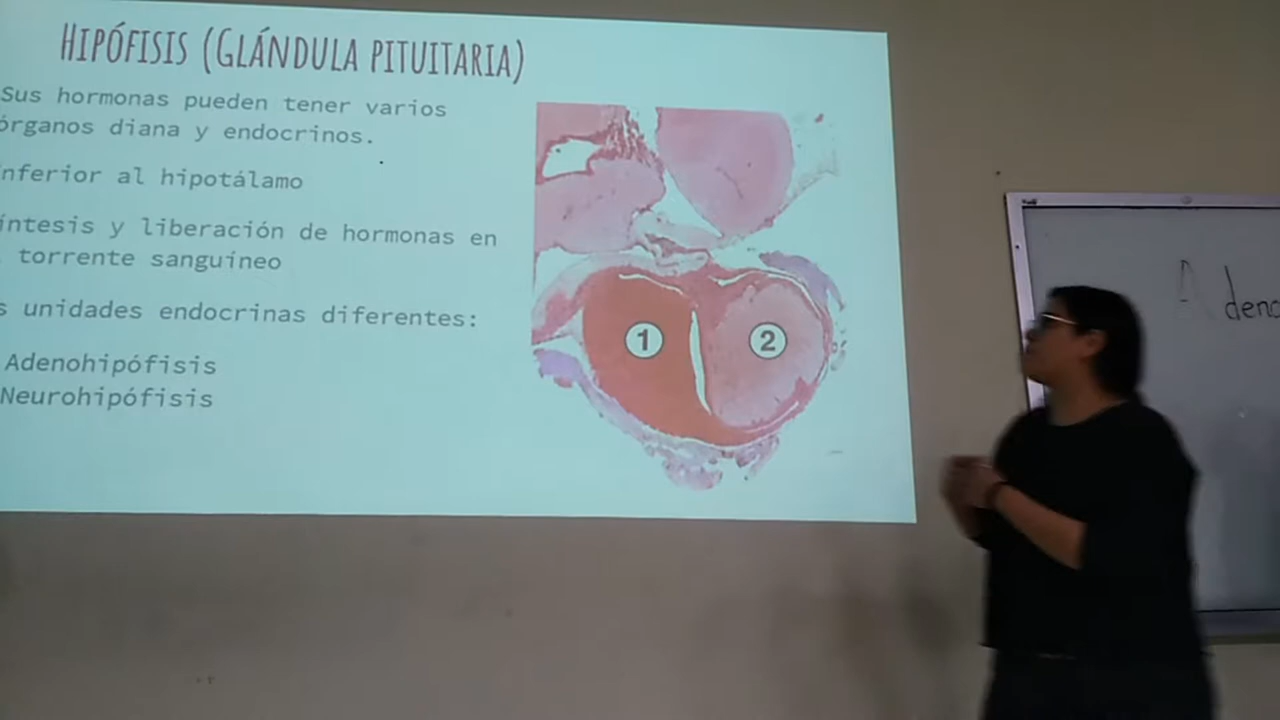 HIPÓFISIS (GLÁNDULA PITUITARIA)
Sus hormonas pueden tener varios
órganos diana y endocrinos.
nferior al hipotálamo
íntesis y liberación de hormonas en
torrente sanguíneo
s unidades endocrinas diferentes:
Adenohipófisis
Neurohipófisis
1
2